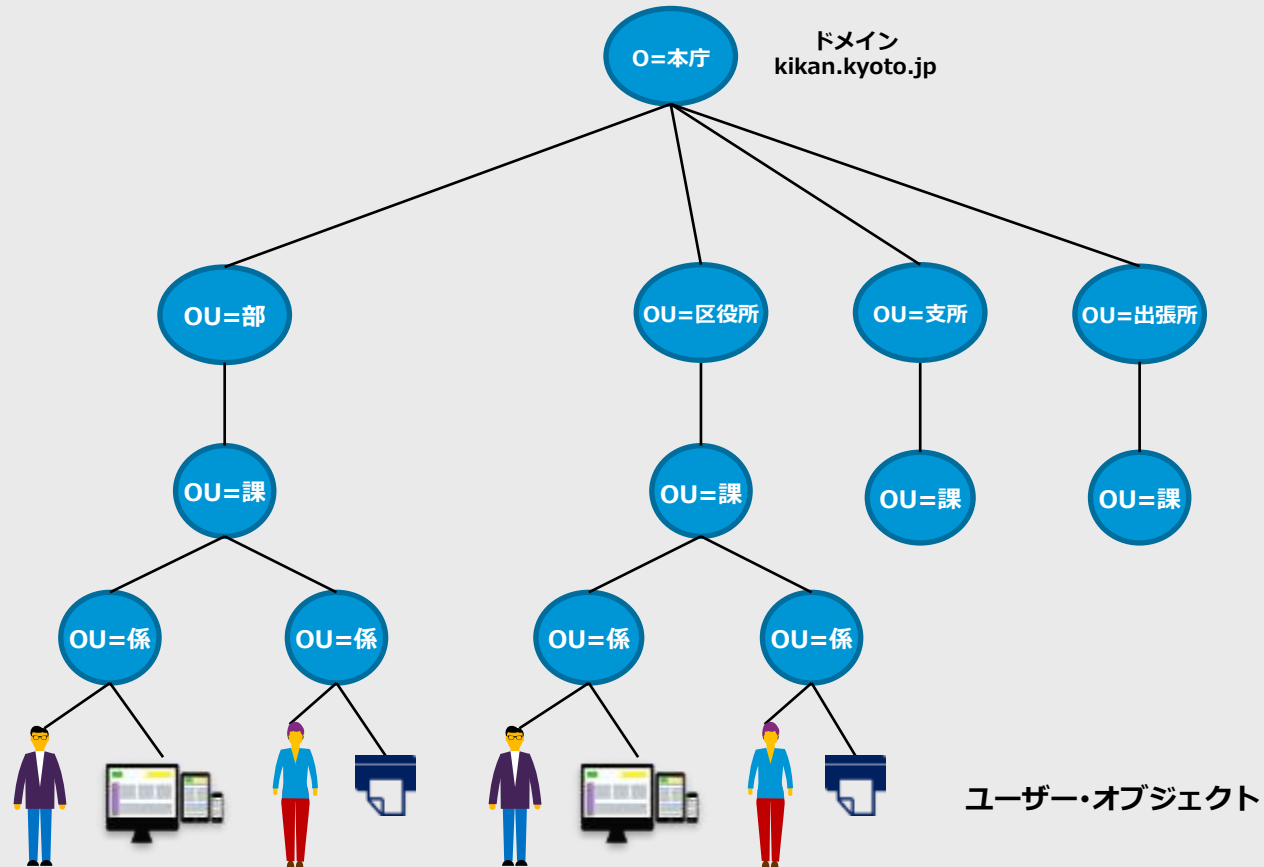 O=本庁
ドメイン
kikan.kyoto.jp
OU=部
OU=区役所
OU=支所
OU=出張所
OU=課
OU=課
OU=課
OU=課
OU=係
OU=係
OU=係
OU=係
ユーザー・オブジェクト